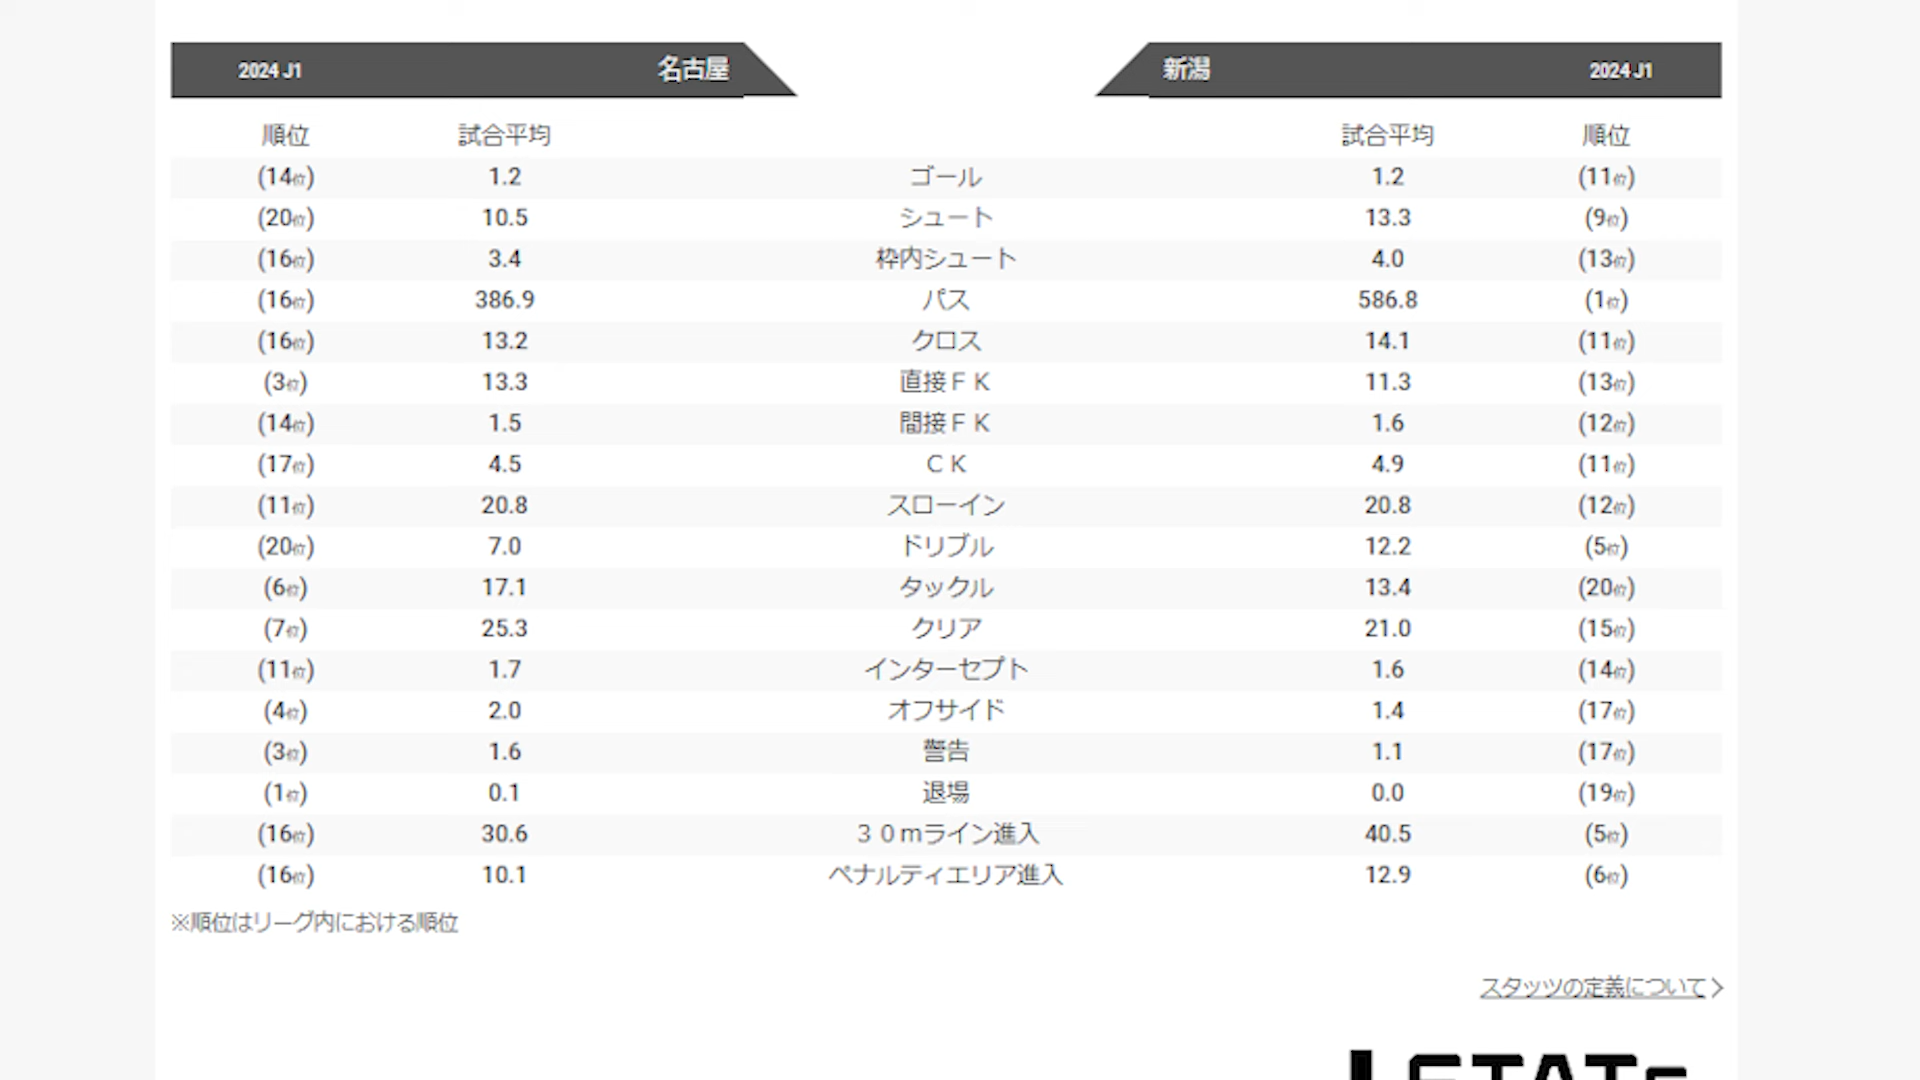 2024 J1 名古屋 新潟 2024 J1
順位 試合平均 試合平均 順位
(14位) 1.2 ゴール 1.2 (11位)
(20位) 10.5 シュート 13.3 (9位)
(16位) 3.4 枠内シュート 4.0 (13位)
(16位) 386.9 パス 586.8 (1位)
(16位) 13.2 クロス 14.1 (11位)
(3位) 13.3 直接ＦＫ 11.3 (13位)
(14位) 1.5 間接ＦＫ 1.6 (12位)
(17位) 4.5 ＣＫ 4.9 (11位)
(11位) 20.8 スローイン 20.8 (12位)
(20位) 7.0 ドリブル 12.2 (5位)
(6位) 17.1 タックル 13.4 (20位)
(7位) 25.3 クリア 21.0 (15位)
(11位) 1.7 インターセプト 1.6 (14位)
(4位) 2.0 オフサイド 1.4 (17位)
(3位) 1.6 警告 1.1 (17位)
(1位) 0.1 退場 0.0 (19位)
(16位) 30.6 ３０ｍライン進入 40.5 (5位)
(16位) 10.1 ペナルティエリア進入 12.9 (6位)
※順位はリーグ内における順位
スタッツの定義について